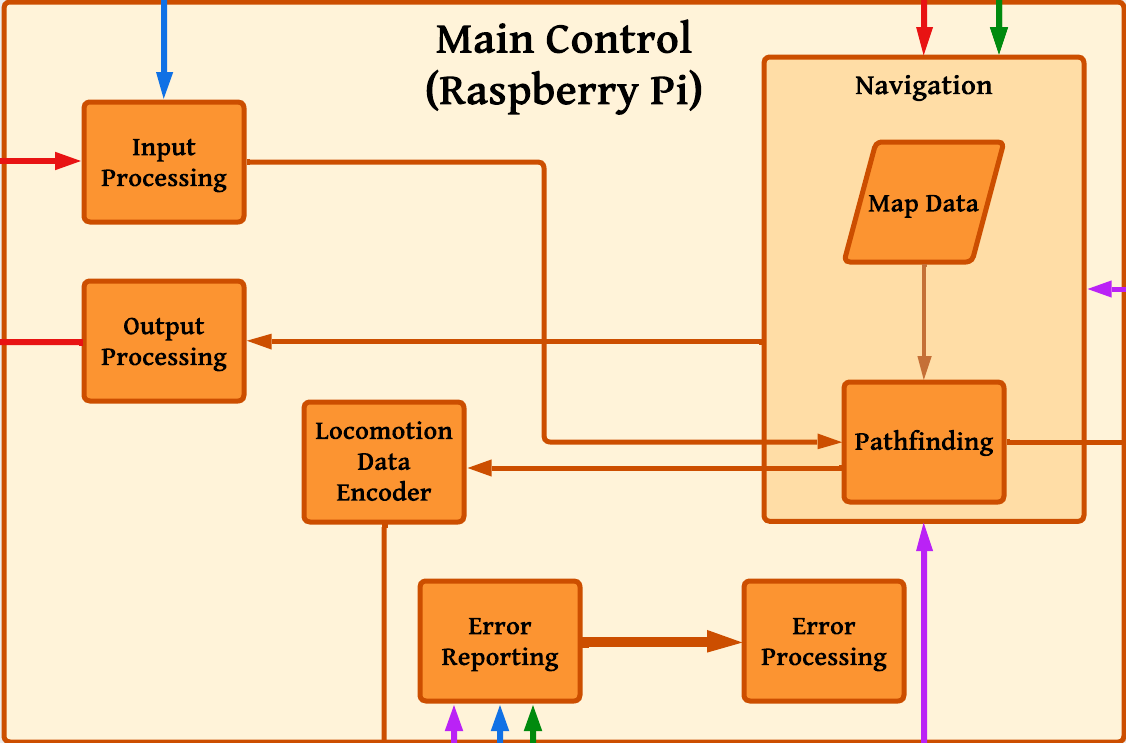 Main Control
(Raspberry Pi)
Navigation
Input
Processing
Map Data
Output
Processing
Locomotion
Data
Encoder
Pathfinding
Error
Reporting
Error
Processing